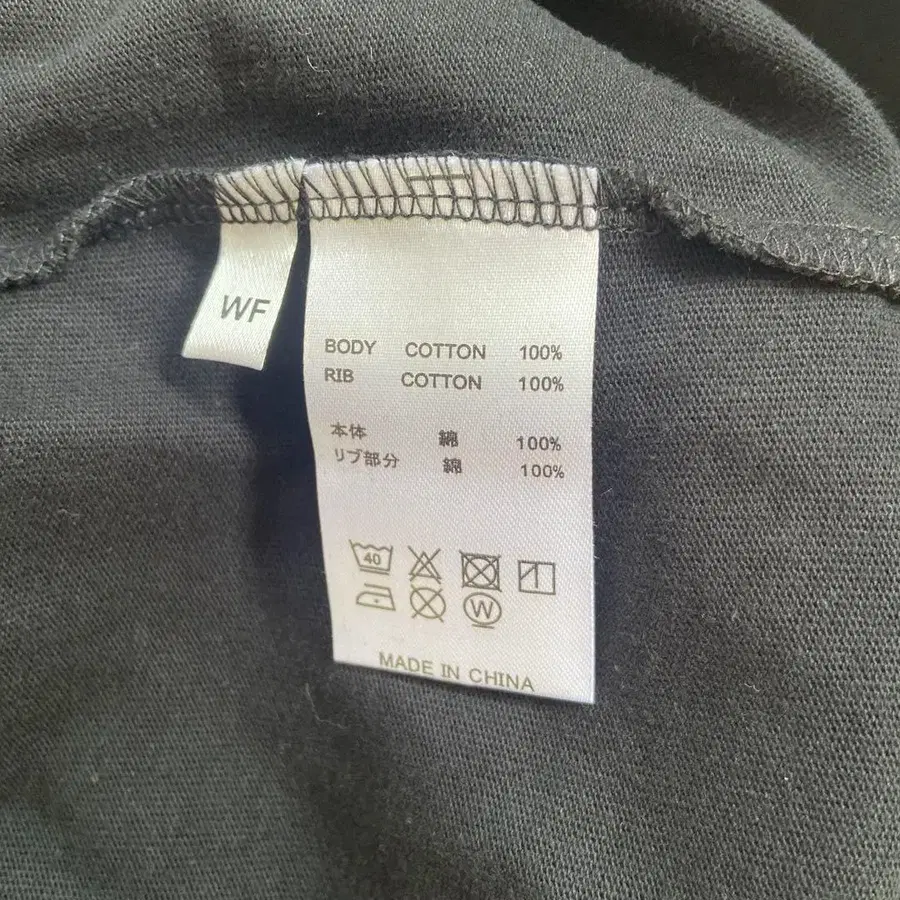 WF
BODY COTTON 100%
RIB COTTON 100%
本体 綿 100%
リブ部分 綿 100%
40
W
MADE IN CHINA